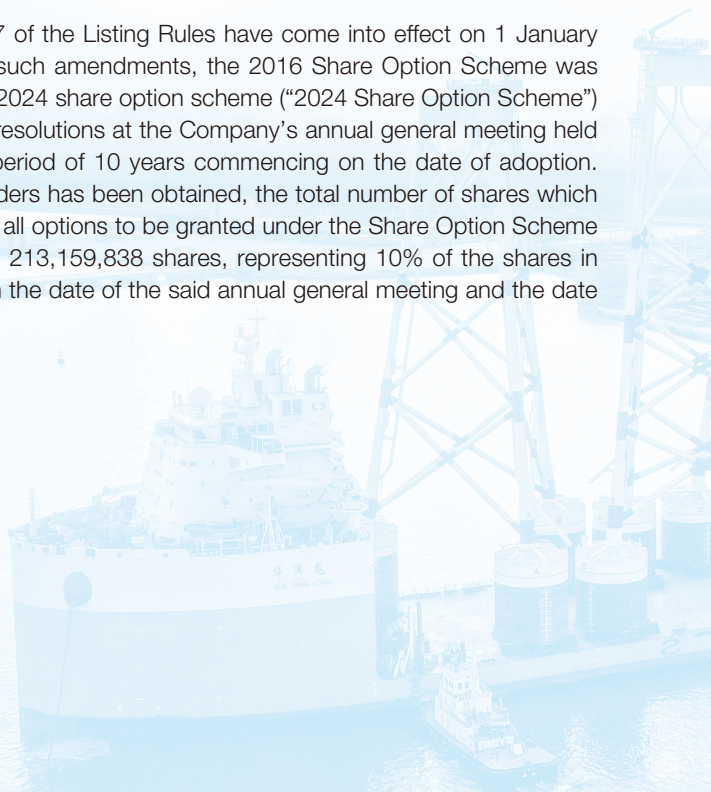 7 of the Listing Rules have come into effect on 1 January
such amendments, the 2016 Share Option Scheme was
2024 share option scheme (“2024 Share Option Scheme”)
resolutions at the Company’s annual general meeting held
period of 10 years commencing on the date of adoption.
ders has been obtained, the total number of shares which
all options to be granted under the Share Option Scheme
213,159,838 shares, representing 10% of the shares in
the date of the said annual general meeting and the date
华洋龙
A